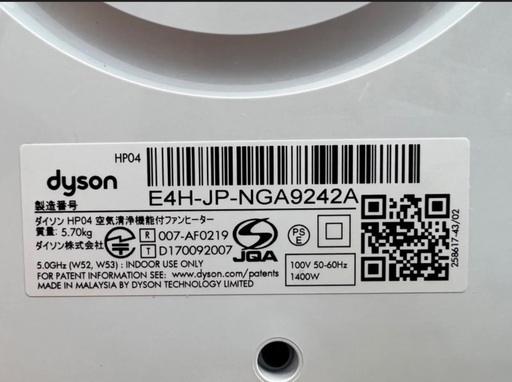 HP04
dyson
E4H-JP-NGA9242A
製造番号
ダイソン HP04 空気清浄機能付ファンヒーター
質量: 5.70kg
ダイソン株式会社
R 007-AF0219
T D170092007
JQA
PS
E
5.0GHz (W52, W53) : INDOOR USE ONLY
FOR PATENT INFORMATION SEE: www.dyson.com/patents
MADE IN MALAYSIA BY DYSON TECHNOLOGY LIMITED
100V 50-60Hz
1400W
258617-43/02